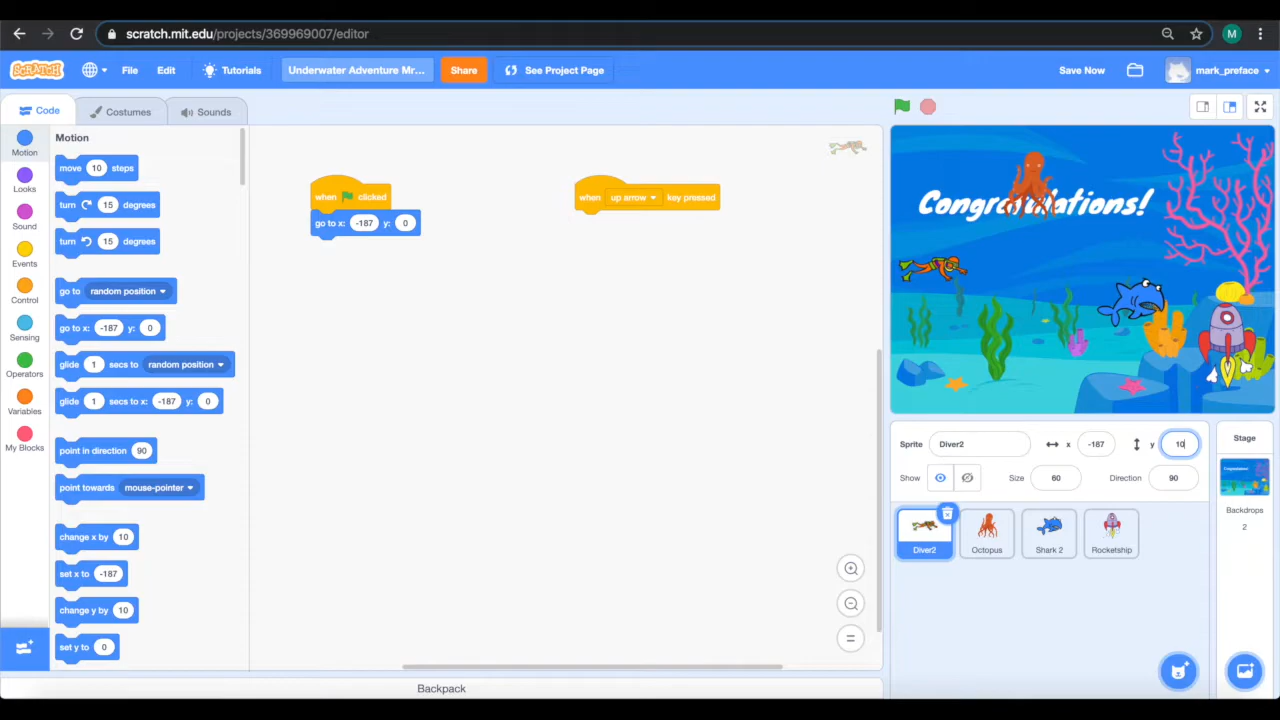 scratch.mit.edu/projects/369969007/editor
M
SCRATCH
File
Edit
Tutorials
Underwater Adventure Mr...
Share
See Project Page
Save Now
mark_preface
Code
Costumes
Sounds
Motion
Looks
Sound
Events
Control
Sensing
Operators
Variables
My Blocks
Motion
move 10 steps
turn 15 degrees
turn 15 degrees
go to random position
go to x: -187 y: 0
glide 1 secs to random position
glide 1 secs to x: -187 y: 0
point in direction 90
point towards mouse-pointer
change x by 10
set x to -187
change y by 10
set y to 0
when clicked
go to x: -187 y: 0
when up arrow key pressed
Backpack
Congratulations!
Sprite Diver2 x -187 y 10
Show Size 60 Direction 90
Diver2
Octopus
Shark 2
Rocketship
Stage
Backdrops
2